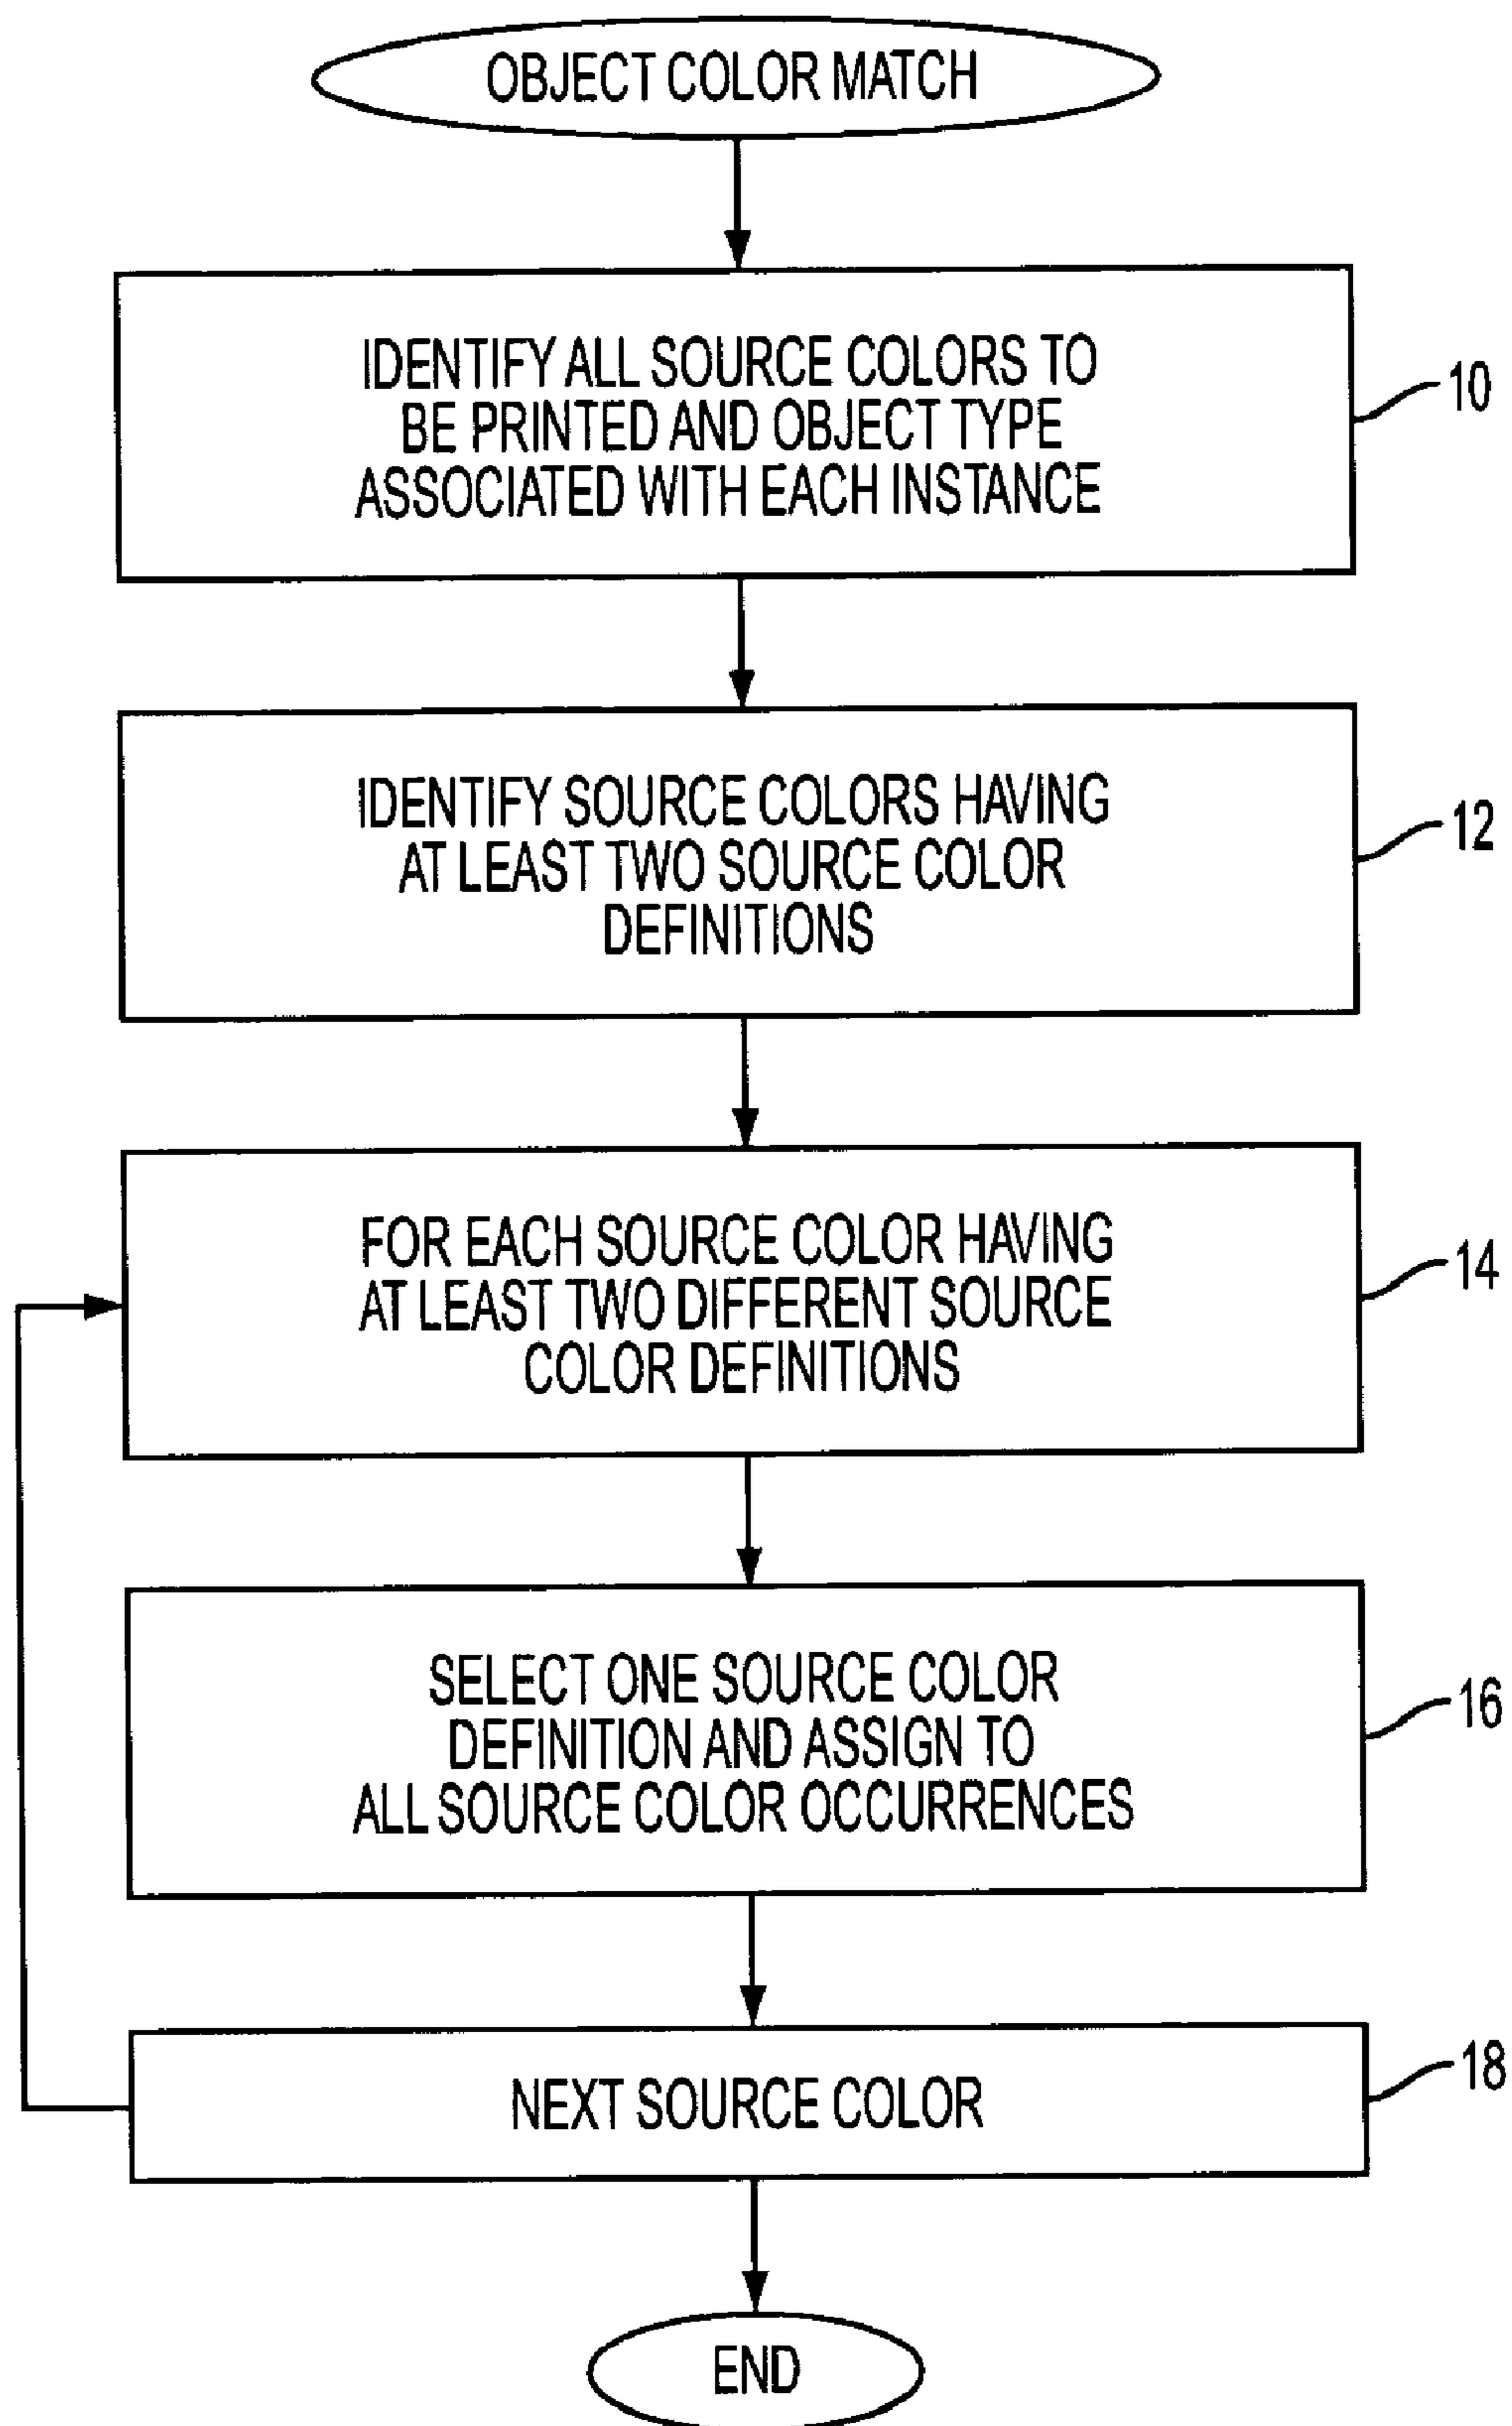 OBJECT COLOR MATCH
IDENTIFY ALL SOURCE COLORS TO
BE PRINTED AND OBJECT TYPE
ASSOCIATED WITH EACH INSTANCE
10
IDENTIFY SOURCE COLORS HAVING
AT LEAST TWO SOURCE COLOR
DEFINITIONS
12
FOR EACH SOURCE COLOR HAVING
AT LEAST TWO DIFFERENT SOURCE
COLOR DEFINITIONS
14
SELECT ONE SOURCE COLOR
DEFINITION AND ASSIGN TO
ALL SOURCE COLOR OCCURRENCES
16
NEXT SOURCE COLOR
18
END